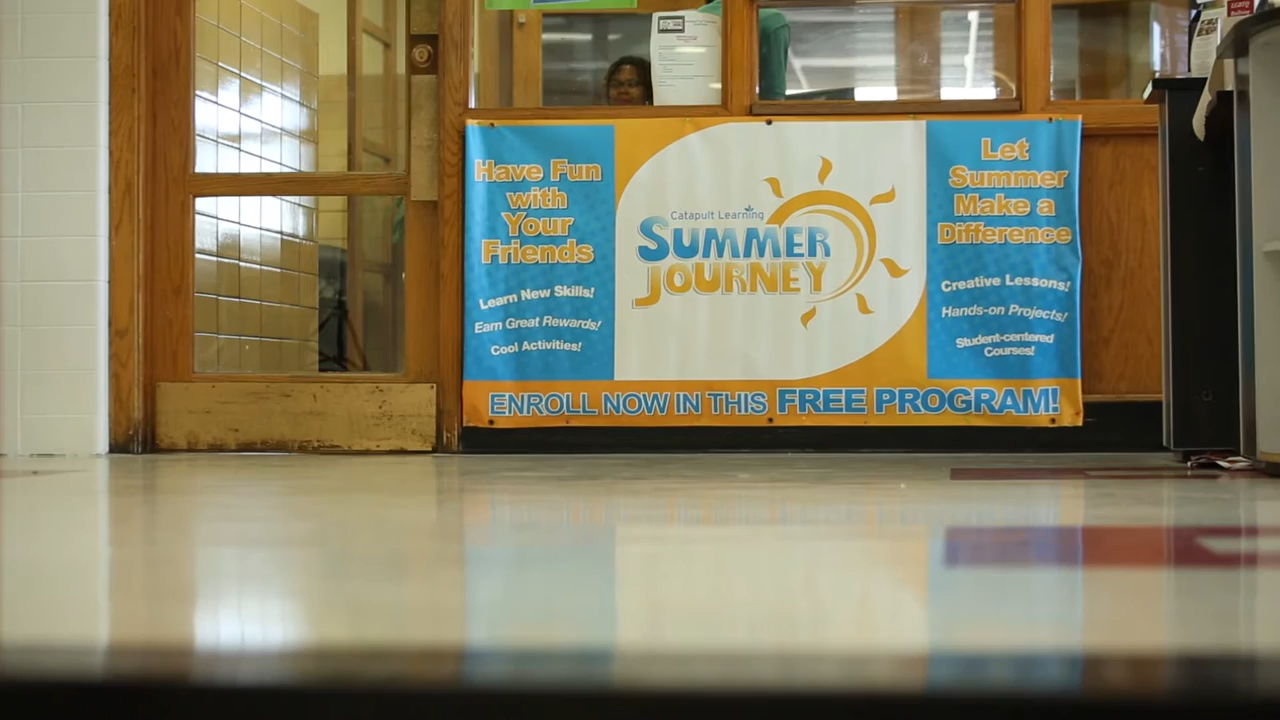 Have Fun
with
Your
Friends
Learn New Skills!
Earn Great Rewards!
Cool Activities!
Catapult Learning
SUMMER
JOURNEY
Let
Summer
Make a
Difference
Creative Lessons!
Hands-on Projects!
Student-centered
Courses!
ENROLL NOW IN THIS FREE PROGRAM!